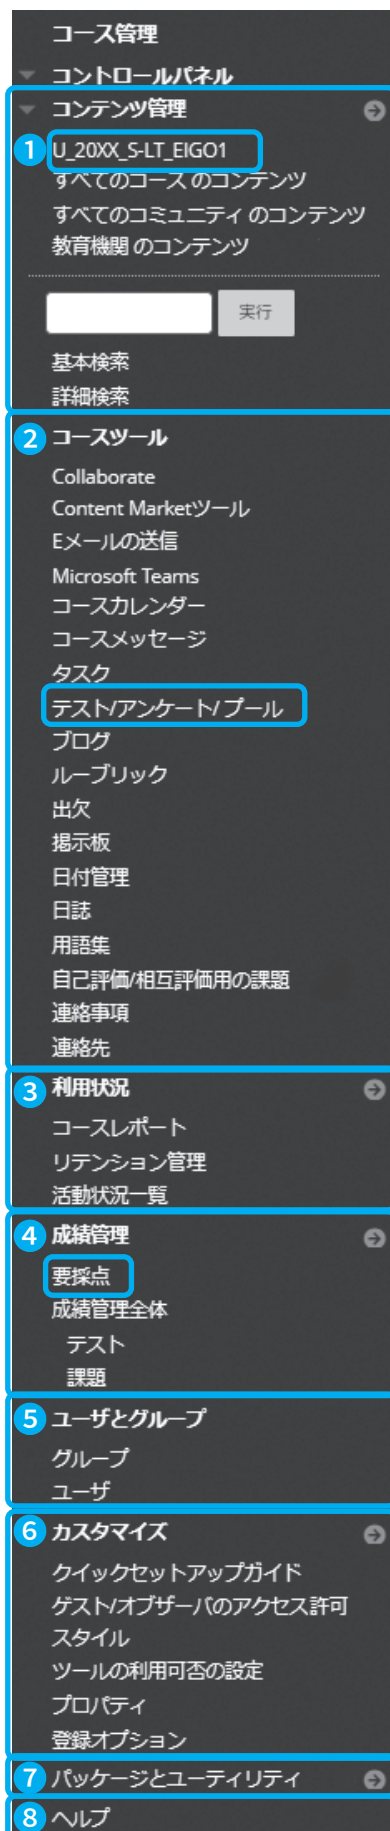 コース管理
コントロールパネル
コンテンツ管理
1 U_20XX_S-LT_EIGO1
すべてのコース のコンテンツ
すべてのコミュニティ のコンテンツ
教育機関 のコンテンツ
実行
基本検索
詳細検索
2 コースツール
Collaborate
Content Marketツール
Eメールの送信
Microsoft Teams
コースカレンダー
コースメッセージ
タスク
テスト/アンケート/プール
ブログ
ルーブリック
出欠
掲示板
日付管理
日誌
用語集
自己評価/相互評価用の課題
連絡事項
連絡先
3 利用状況
コースレポート
リテンション管理
活動状況一覧
4 成績管理
要採点
成績管理全体
テスト
課題
5 ユーザとグループ
グループ
ユーザ
6 カスタマイズ
クイックセットアップガイド
ゲスト/オブザーバのアクセス許可
スタイル
ツールの利用可否の設定
プロパティ
登録オプション
7 パッケージとユーティリティ
8 ヘルプ